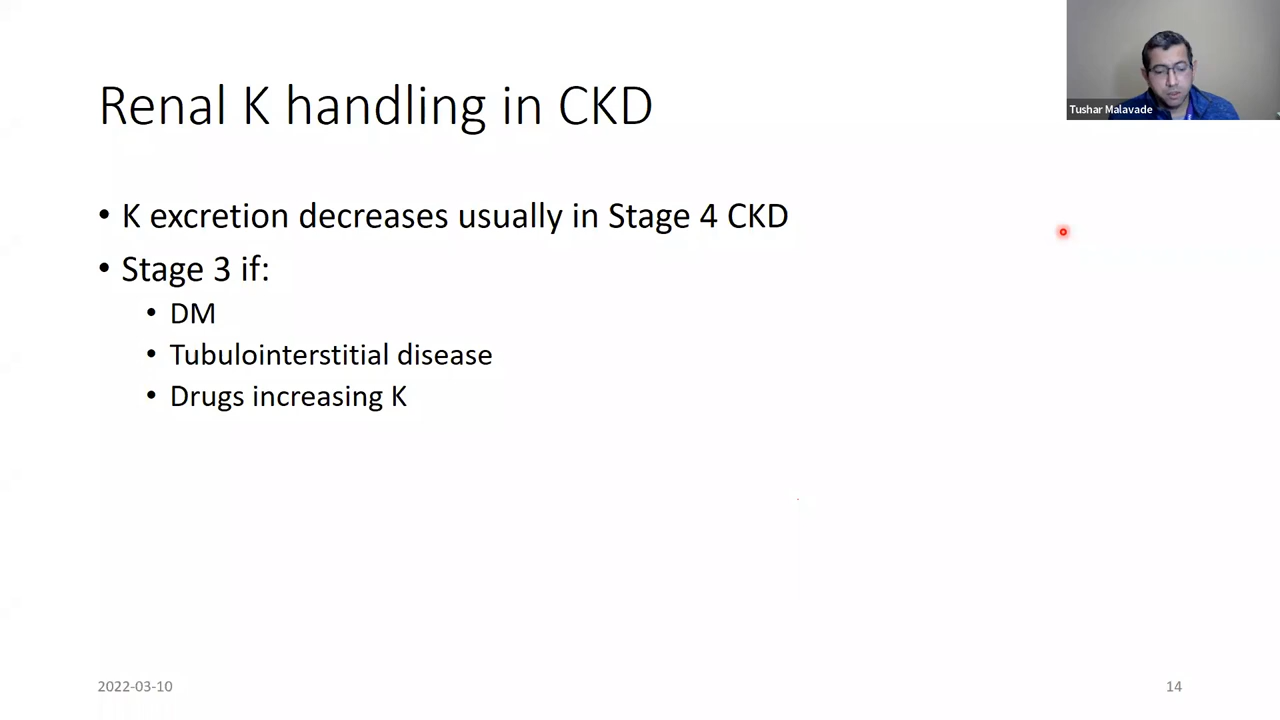 Tushar Malavade
Renal K handling in CKD
• K excretion decreases usually in Stage 4 CKD
• Stage 3 if:
• DM
• Tubulointerstitial disease
• Drugs increasing K
2022-03-10
14